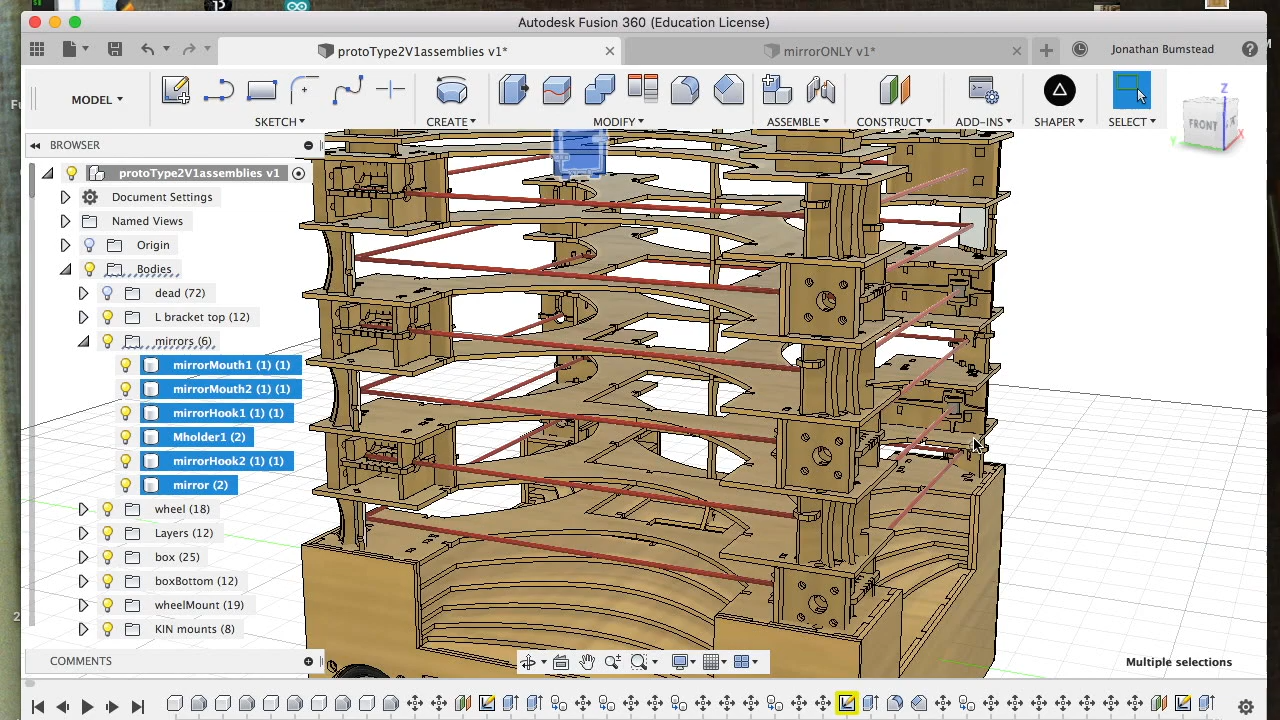 Autodesk Fusion 360 (Education License)
protoType2V1assemblies v1*
mirrorONLY v1*
Jonathan Bumstead
MODEL
SKETCH
CREATE
MODIFY
ASSEMBLE
CONSTRUCT
ADD-INS
SHAPER
SELECT
Z
FRONT
Y
X
BROWSER
protoType2V1assemblies v1
Document Settings
Named Views
Origin
Bodies
dead (72)
L bracket top (12)
mirrors (6)
mirrorMouth1 (1) (1)
mirrorMouth2 (1) (1)
mirrorHook1 (1) (1)
Mholder1 (2)
mirrorHook2 (1) (1)
mirror (2)
wheel (18)
Layers (12)
box (25)
boxBottom (12)
wheelMount (19)
KIN mounts (8)
COMMENTS
Multiple selections